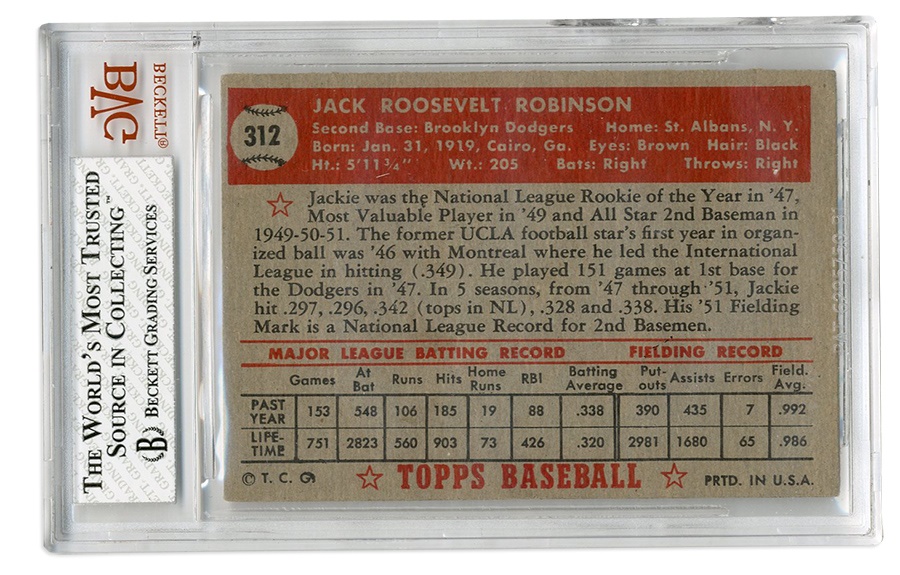 BECKETT®
BVG
THE WORLD'S MOST TRUSTED
SOURCE IN COLLECTING™
B BECKETT GRADING SERVICES
312
JACK ROOSEVELT ROBINSON
Second Base: Brooklyn Dodgers Home: St. Albans, N. Y.
Born: Jan. 31, 1919, Cairo, Ga. Eyes: Brown Hair: Black
Ht.: 5'11¾" Wt.: 205 Bats: Right Throws: Right
Jackie was the National League Rookie of the Year in '47,
Most Valuable Player in '49 and All Star 2nd Baseman in
1949-50-51. The former UCLA football star's first year in organ-
ized ball was '46 with Montreal where he led the International
League in hitting (.349). He played 151 games at 1st base for
the Dodgers in '47. In 5 seasons, from '47 through '51, Jackie
hit .297, .296, .342 (tops in NL), .328 and .338. His '51 Fielding
Mark is a National League Record for 2nd Basemen.
MAJOR LEAGUE BATTING RECORD FIELDING RECORD
Games At Bat Runs Hits Home Runs RBI Batting Average Put-outs Assists Errors Field. Avg.
PAST YEAR 153 548 106 185 19 88 .338 390 435 7 .992
LIFE-TIME 751 2823 560 903 73 426 .320 2981 1680 65 .986
© T. C. G. TOPPS BASEBALL PRTD. IN U.S.A.